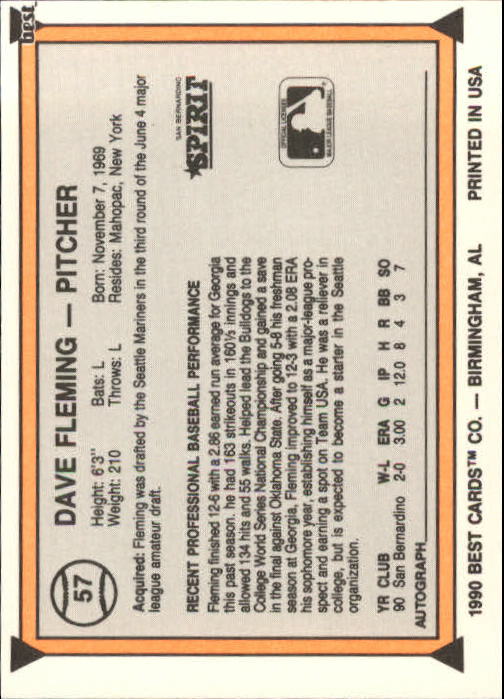 best
57
DAVE FLEMING — PITCHER
Height: 6'3" Bats: L Born: November 7, 1969
Weight: 210 Throws: L Resides: Mahopac, New York
Acquired: Fleming was drafted by the Seattle Mariners in the third round of the June 4 major
league amateur draft.
RECENT PROFESSIONAL BASEBALL PERFORMANCE
Fleming finished 12-6 with a 2.86 earned run average for Georgia
this past season. he had 163 strikeouts in 160⅓ innings and
allowed 134 hits and 55 walks. Helped lead the Bulldogs to the
College World Series National Championship and gained a save
in the final against Oklahoma State. After going 5-8 his freshman
season at Georgia, Fleming improved to 12-3 with a 2.08 ERA
his sophomore year, establishing himself as a major-league pro-
spect and earning a spot on Team USA. He was a reliever in
college, but is expected to become a starter in the Seattle
organization.
SAN BERNARDINO
SPIRIT
OFFICIAL LICENSEE
MAJOR LEAGUE BASEBALL
YR CLUB W-L ERA G IP H R BB SO
90 San Bernardino 2-0 3.00 2 12.0 8 4 3 7
AUTOGRAPH
1990 BEST CARDS™ CO. — BIRMINGHAM, AL PRINTED IN USA